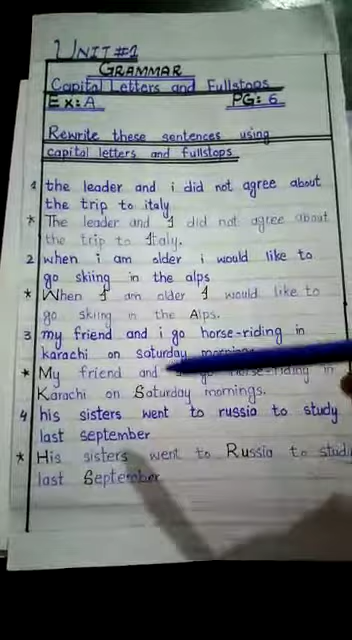 UNIT #1
GRAMMAR
Capital Letters and Fullstops
Ex: A PG: 6
Rewrite these sentences using
capital letters and fullstops
1 the leader and i did not agree about
the trip to italy
* The leader and I did not agree about
the trip to Italy.
2 when i am older i would like to
go skiing in the alps
* When I am older I would like to
go skiing in the Alps.
3 my friend and i go horse-riding in
karachi on saturday mornings
* My friend and go horse-riding in
Karachi on Saturday mornings.
4 his sisters went to russia to study
last september
* His sisters went to Russia to
last September